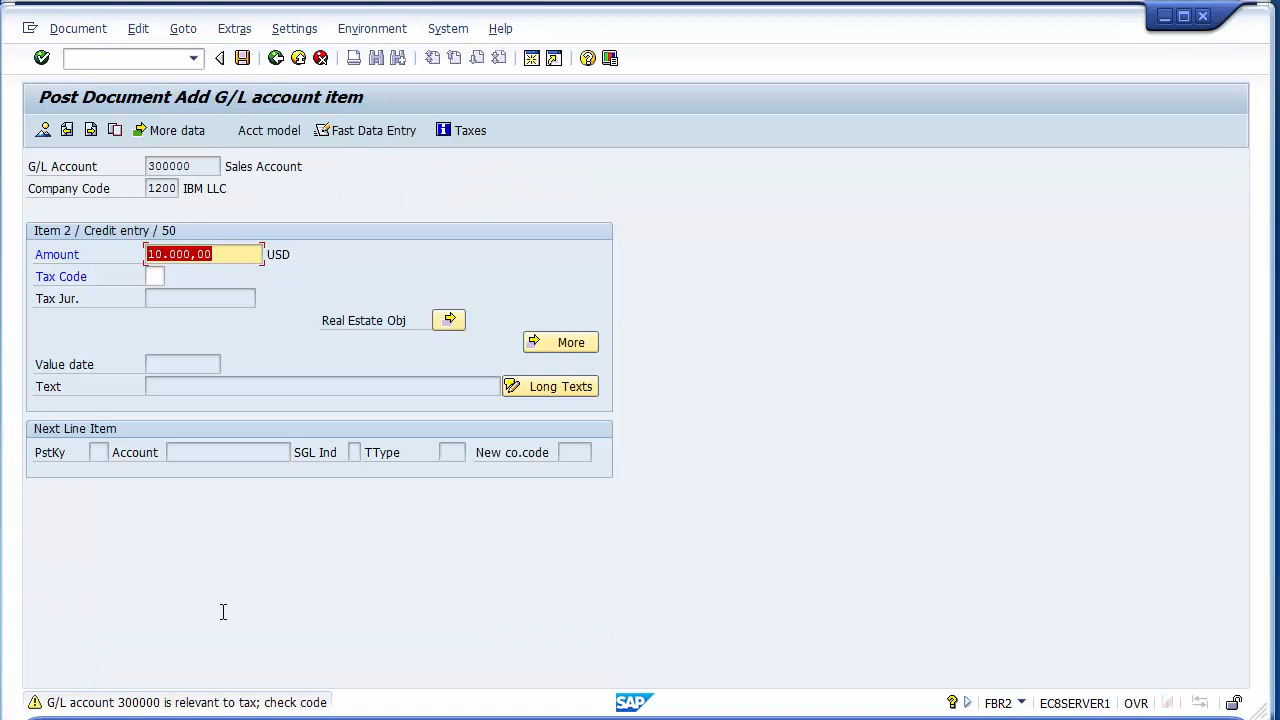 Document Edit Goto Extras Settings Environment System Help
Post Document Add G/L account item
More data Acct model Fast Data Entry Taxes
G/L Account 300000 Sales Account
Company Code 1200 IBM LLC
Item 2 / Credit entry / 50
Amount 10.000,00 USD
Tax Code
Tax Jur.
Real Estate Obj
More
Value date
Text Long Texts
Next Line Item
PstKy Account SGL Ind TType New co.code
G/L account 300000 is relevant to tax; check code SAP FBR2 EC8SERVER1 OVR